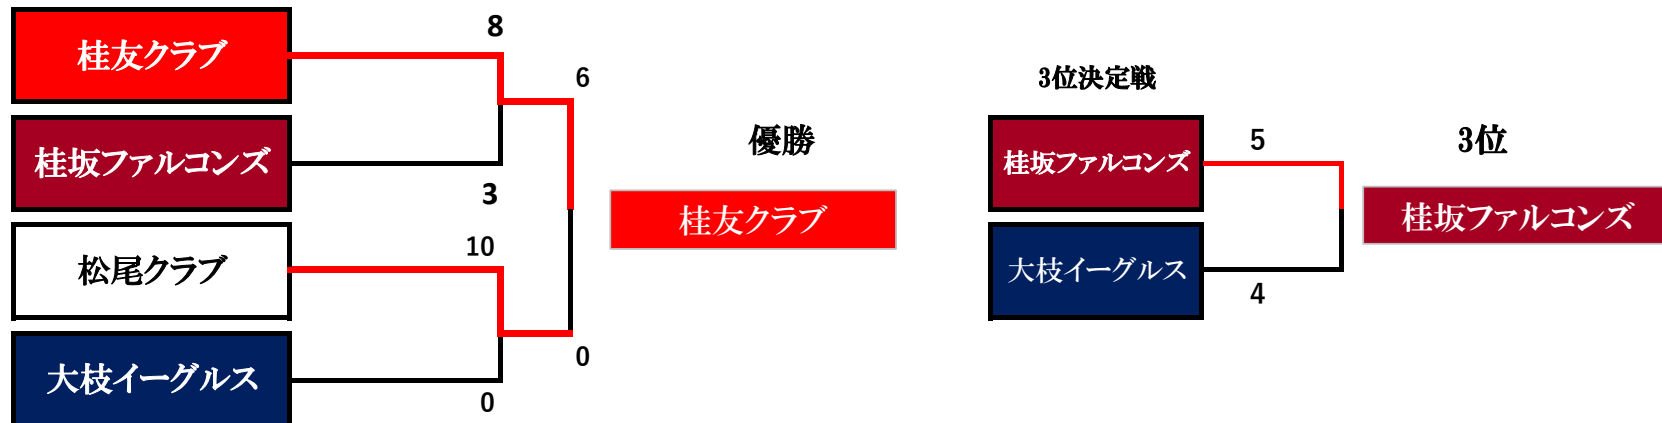 桂友クラブ
8
6
桂坂ファルコンズ
3
優勝
桂友クラブ
松尾クラブ
10
0
大枝イーグルス
0
3位決定戦
桂坂ファルコンズ
5
3位
桂坂ファルコンズ
大枝イーグルス
4